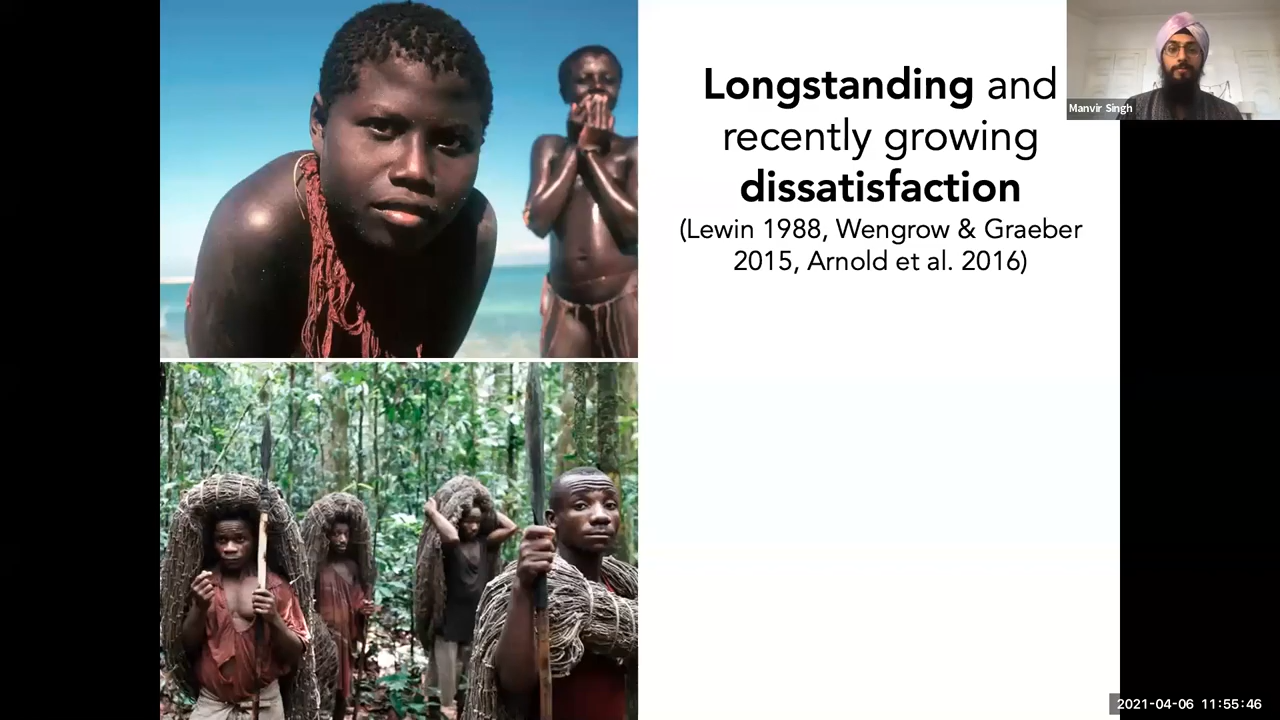 Longstanding and
recently growing
dissatisfaction
(Lewin 1988, Wengrow & Graeber
2015, Arnold et al. 2016)
Manvir Singh
2021-04-06 11:55:46